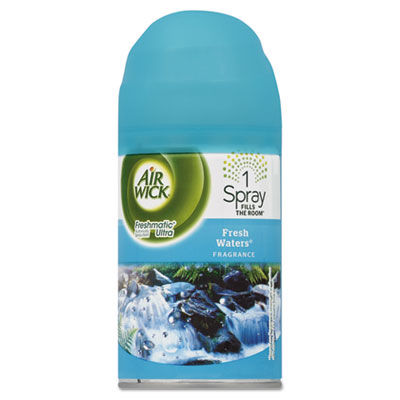 AIR
WICK
Freshmatic®
Ultra
1
Spray
FILLS
THE ROOM*
Fresh
Waters®
FRAGRANCE